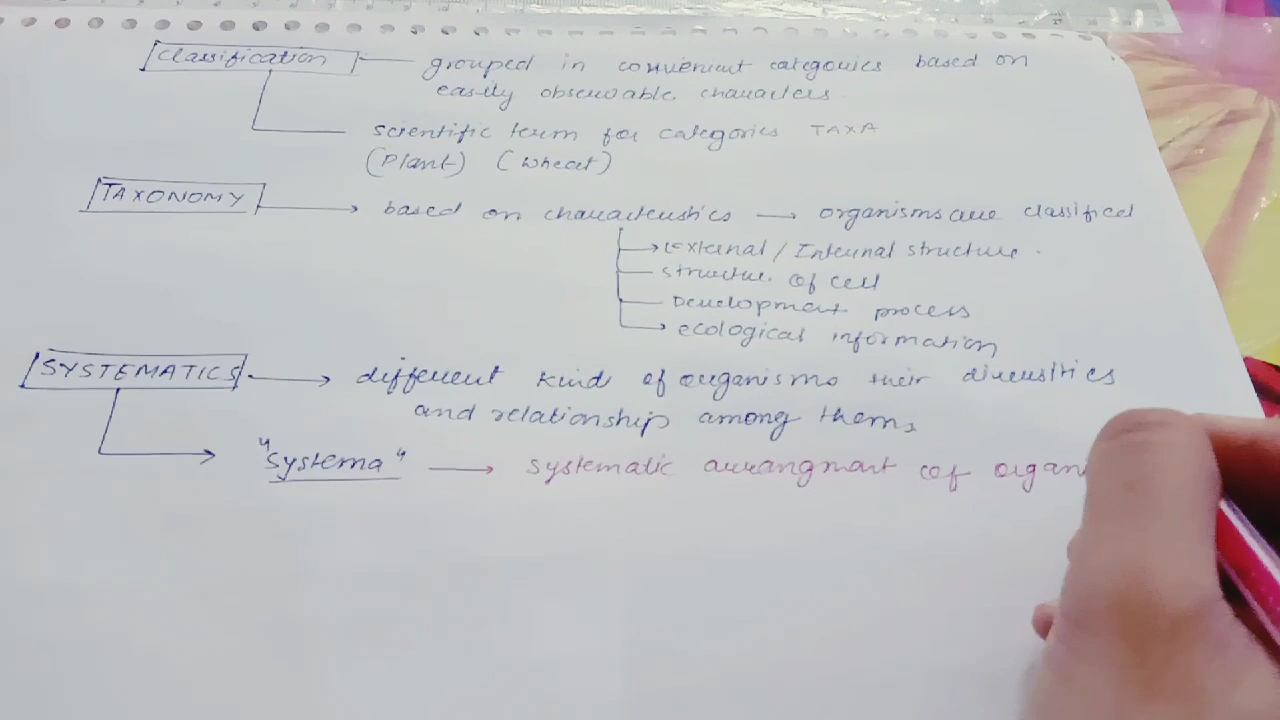 Classification — grouped in convenient categories based on
easily observable characters
scientific term for categories TAXA
(Plant) (wheat)
TAXONOMY → based on characteristics → organisms are classified
→ External / Internal structure.
structure of cell
Development process
→ ecological information
SYSTEMATICS → different kinds of organisms their diversities
and relationship among them,
"Systema" → systematic arrangmant of organ